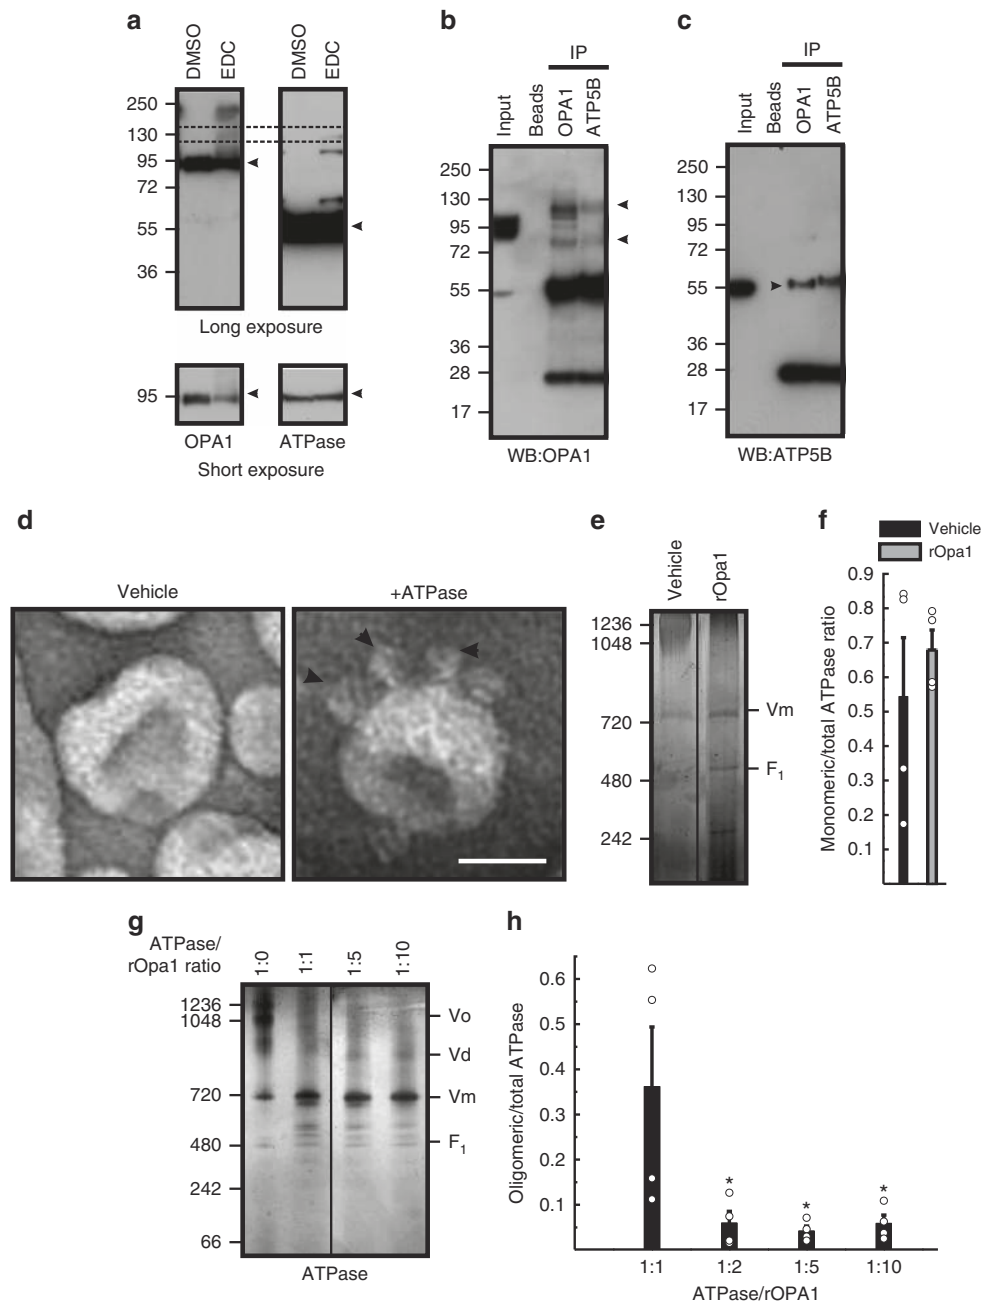 a
DMSO
EDC
DMSO
EDC
250
130
95
72
55
36
Long exposure
95
OPA1
ATPase
Short exposure
b
IP
Input
Beads
OPA1
ATP5B
250
130
95
72
55
36
28
17
WB:OPA1
c
IP
Input
Beads
OPA1
ATP5B
250
130
95
72
55
36
28
17
WB:ATP5B
d
Vehicle
+ATPase
e
Vehicle
rOpa1
1236
1048
720
480
242
Vm
F1
f
Vehicle
rOpa1
Monomeric/total ATPase ratio
0.9
0.8
0.7
0.6
0.5
0.4
0.3
0.2
0.1
g
ATPase/
rOpa1 ratio
1:0
1:1
1:5
1:10
1236
1048
720
480
242
66
Vo
Vd
Vm
F1
ATPase
h
Oligomeric/total ATPase
0.6
0.5
0.4
0.3
0.2
0.1
* * *
1:1 1:2 1:5 1:10
ATPase/rOPA1